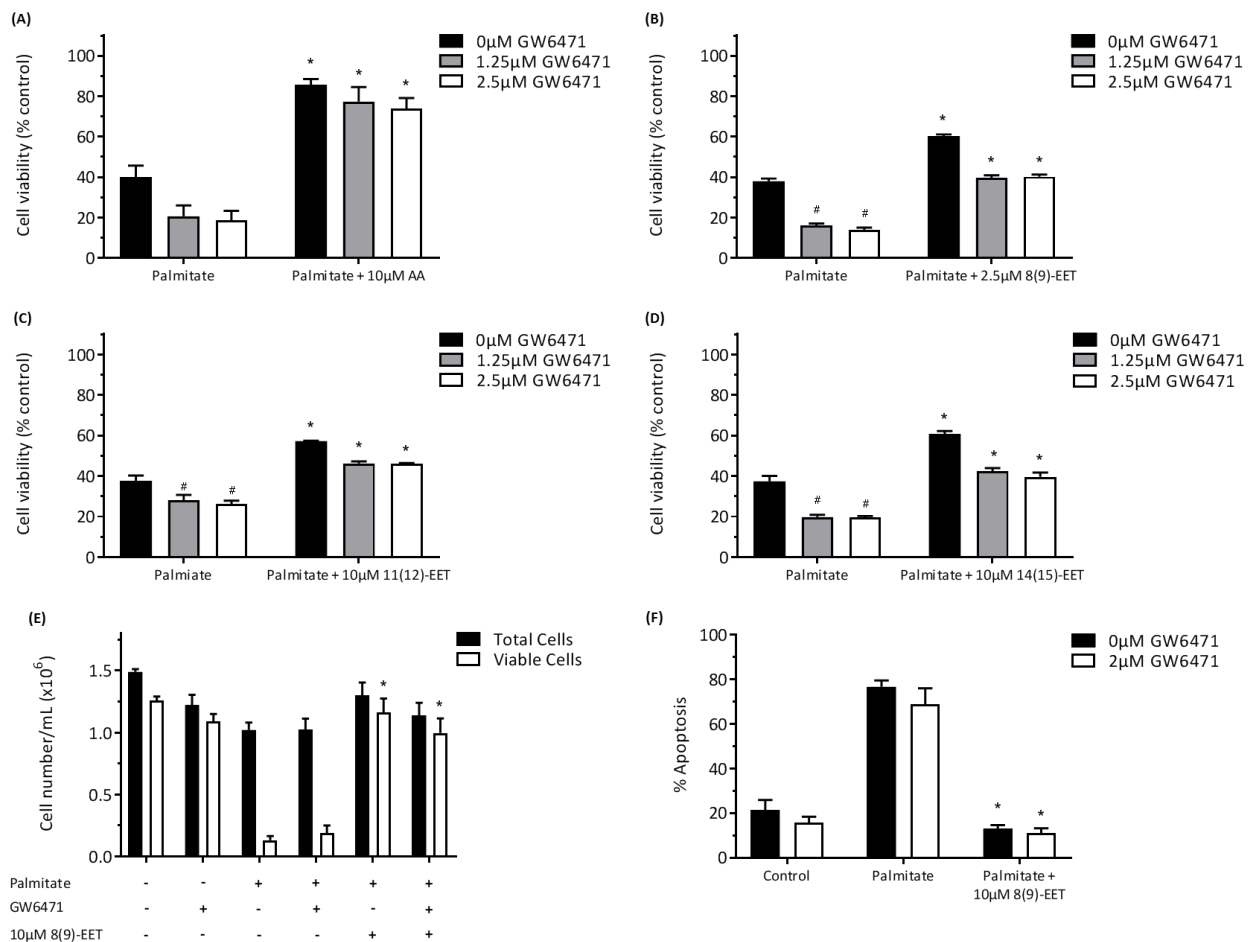 (A)
Cell viability (% control)
100
80
60
40
20
0
* * *
0µM GW6471
1.25µM GW6471
2.5µM GW6471
Palmitate Palmitate + 10µM AA
(B)
Cell viability (% control)
100
80
60
40
20
0
# # * * *
0µM GW6471
1.25µM GW6471
2.5µM GW6471
Palmitate Palmitate + 2.5µM 8(9)-EET
(C)
Cell viability (% control)
100
80
60
40
20
0
# # * * *
0µM GW6471
1.25µM GW6471
2.5µM GW6471
Palmiate Palmitate + 10µM 11(12)-EET
(D)
Cell viability (% control)
100
80
60
40
20
0
# # * * *
0µM GW6471
1.25µM GW6471
2.5µM GW6471
Palmitate Palmitate + 10µM 14(15)-EET
(E)
Cell number/mL (x10⁶)
1.5
1.0
0.5
0.0
* *
Total Cells
Viable Cells
Palmitate - - + + + +
GW6471 - + - + - +
10µM 8(9)-EET - - - - + +
(F)
% Apoptosis
100
80
60
40
20
0
* *
0µM GW6471
2µM GW6471
Control Palmitate Palmitate +
10µM 8(9)-EET